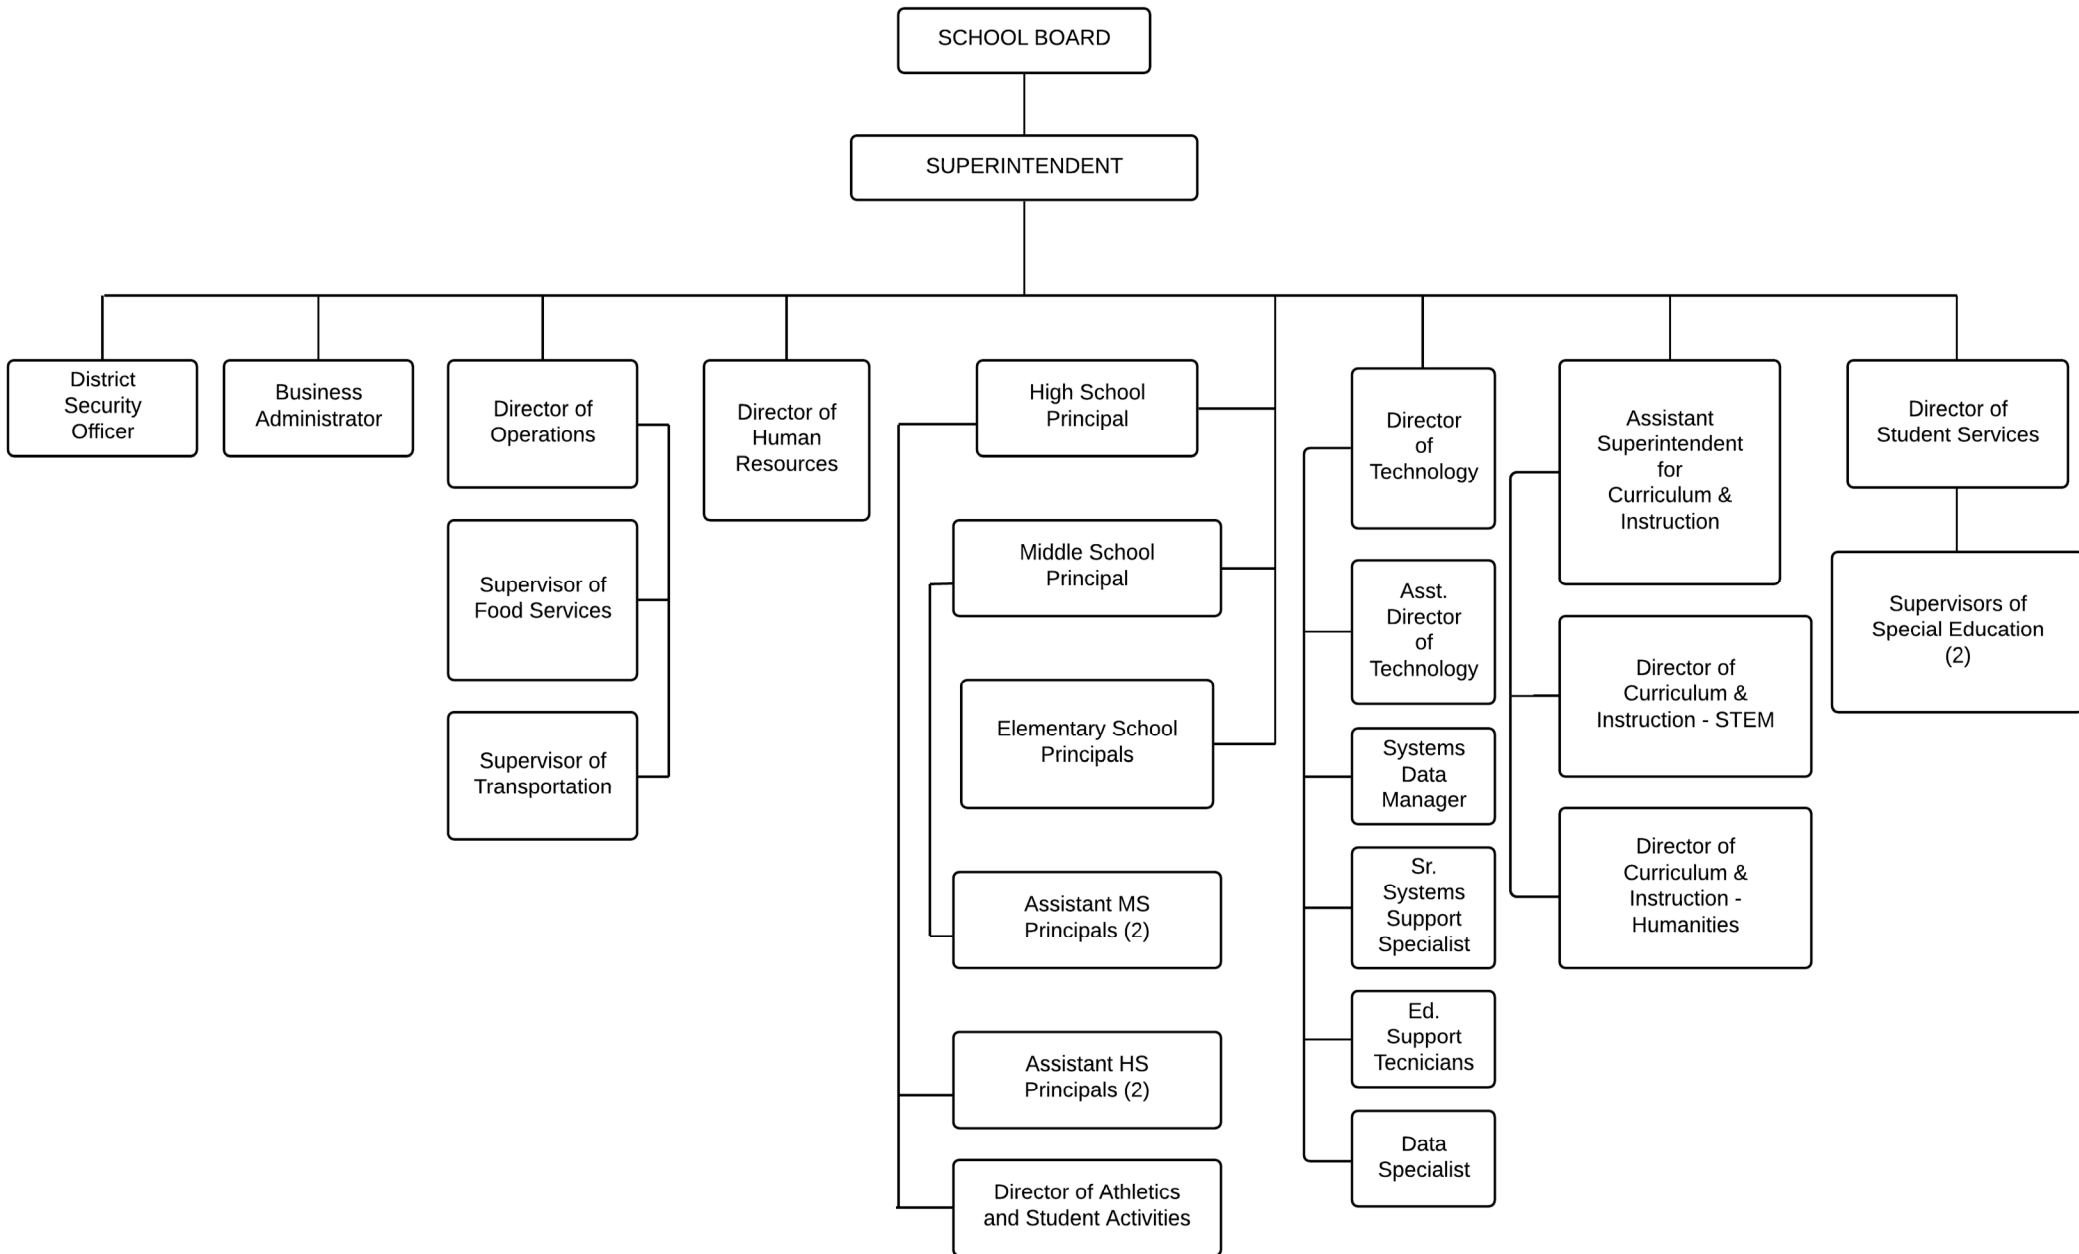 SCHOOL BOARD
SUPERINTENDENT
District
Security
Officer
Business
Administrator
Director of
Operations
Supervisor of
Food Services
Supervisor of
Transportation
Director of
Human
Resources
High School
Principal
Middle School
Principal
Elementary School
Principals
Assistant MS
Principals (2)
Assistant HS
Principals (2)
Director of Athletics
and Student Activities
Director
of
Technology
Asst.
Director
of
Technology
Systems
Data
Manager
Sr.
Systems
Support
Specialist
Ed.
Support
Tecnicians
Data
Specialist
Assistant
Superintendent
for
Curriculum &
Instruction
Director of
Curriculum &
Instruction - STEM
Director of
Curriculum &
Instruction -
Humanities
Director of
Student Services
Supervisors of
Special Education
(2)